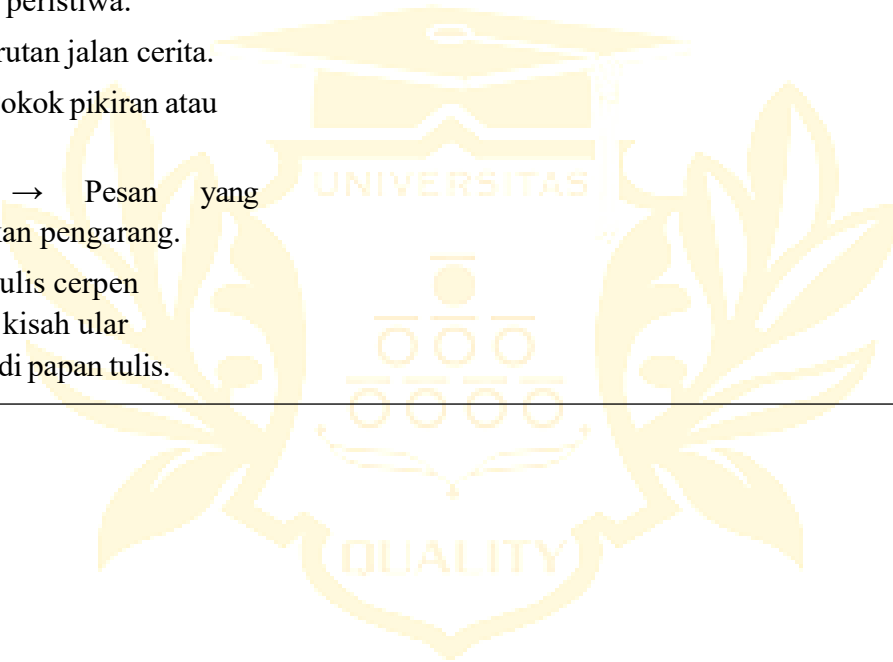 peristiwa.
rutan jalan cerita.
okok pikiran atau
→ Pesan yang
kan pengarang.
ulis cerpen
kisah ular
di papan tulis.
UNIVERSITAS
QUALITY